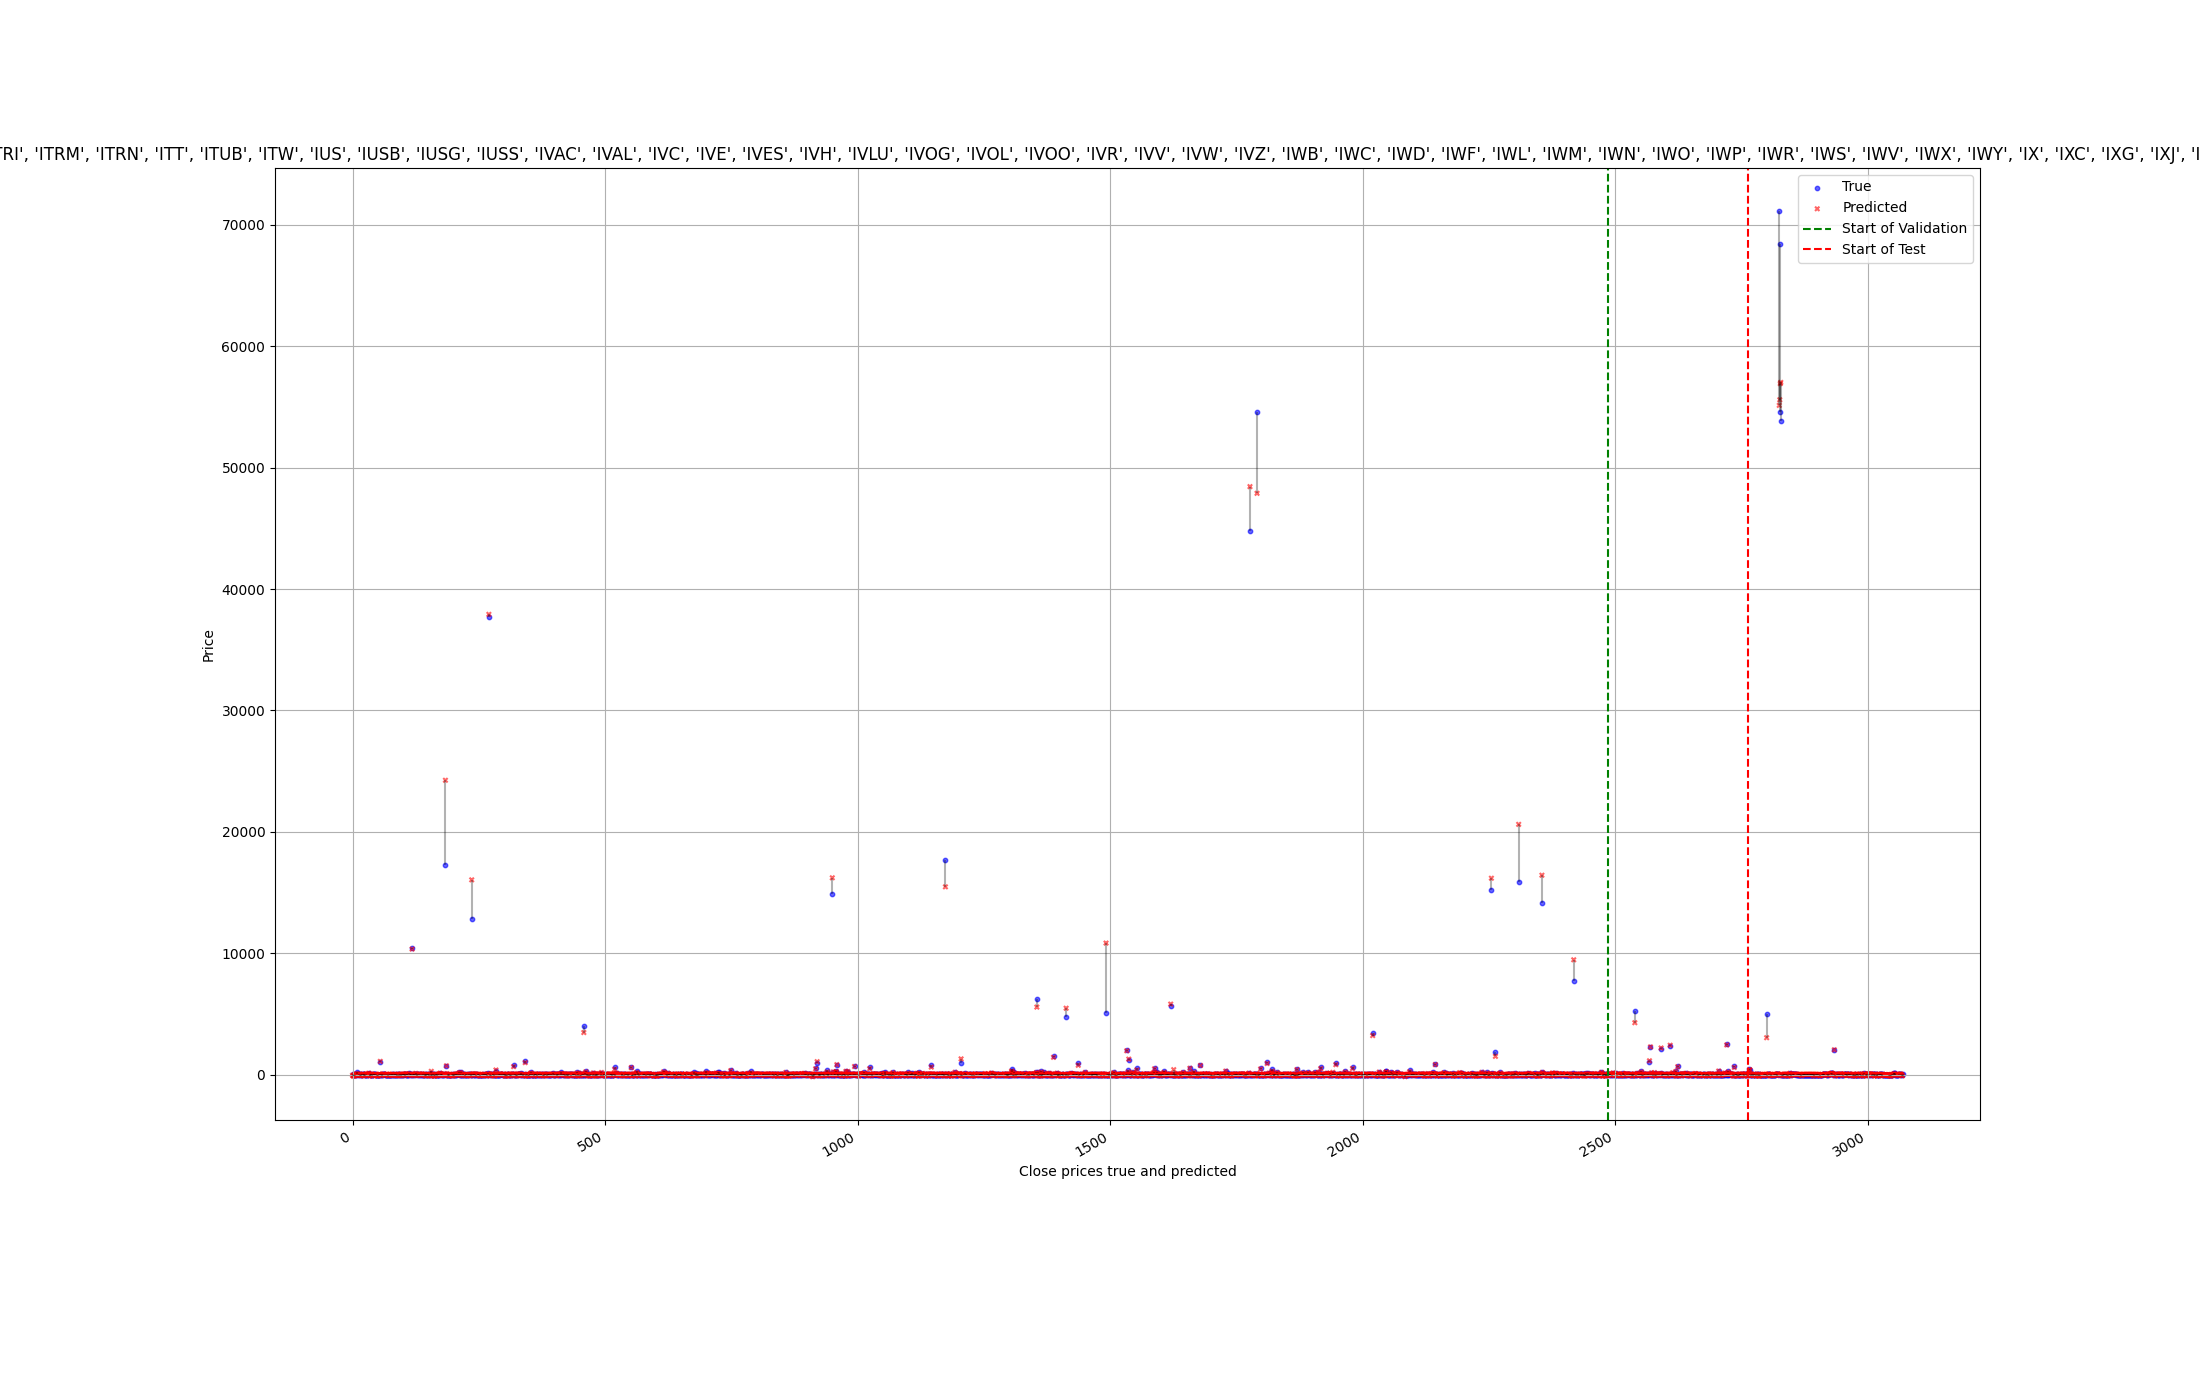 'ITRM', 'ITRN', 'ITT', 'ITUB', 'ITW', 'IUS', 'IUSB', 'IUSG', 'IUSS', 'IVAC', 'IVAL', 'IVC', 'IVE', 'IVES', 'IVH', 'IVLU', 'IVOG', 'IVOL', 'IVOO', 'IVR', 'IVV', 'IVW', 'IVZ', 'IWB', 'IWC', 'IWD', 'IWF', 'IWL', 'IWM', 'IWN', 'IWO', 'IWP', 'IWR', 'IWS', 'IWV', 'IWX', 'IWY', 'IX', 'IXC', 'IXG', 'IXJ',
True
Predicted
Start of Validation
Start of Test
70000
60000
50000
40000
30000
20000
10000
0
Price
0
500
1000
1500
2000
2500
3000
Close prices true and predicted